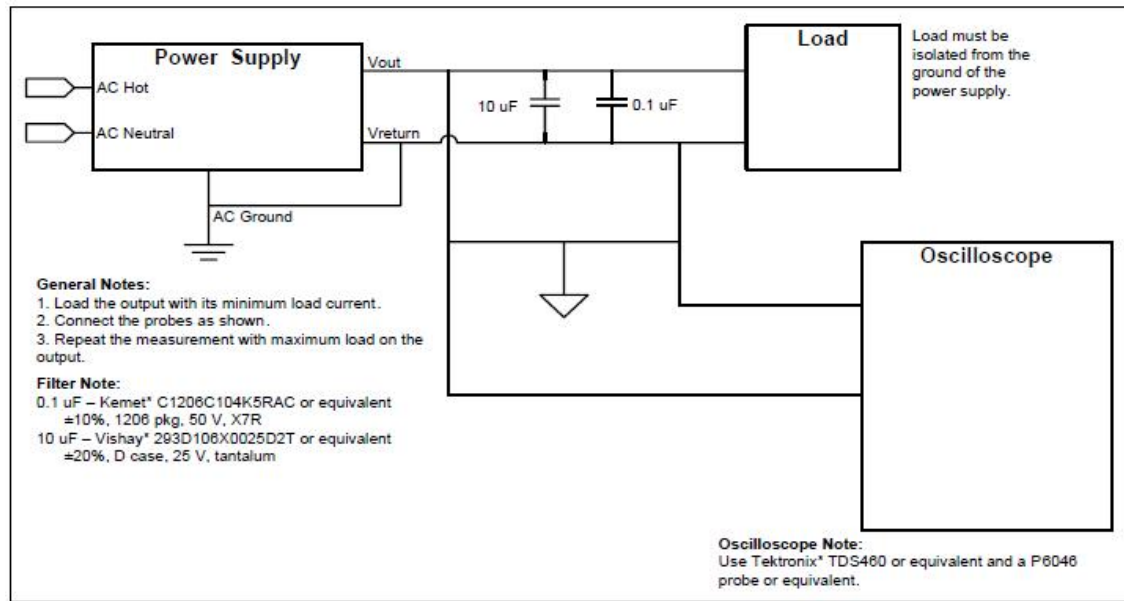 Power Supply
AC Hot
AC Neutral
Vout
Vreturn
AC Ground
10 uF
0.1 uF
Load
Load must be
isolated from the
ground of the
power supply.
Oscilloscope
General Notes:
1. Load the output with its minimum load current.
2. Connect the probes as shown.
3. Repeat the measurement with maximum load on the
output.
Filter Note:
0.1 uF – Kemet* C1206C104K5RAC or equivalent
±10%, 1206 pkg, 50 V, X7R
10 uF – Vishay* 293D106X0025D2T or equivalent
±20%, D case, 25 V, tantalum
Oscilloscope Note:
Use Tektronix* TDS460 or equivalent and a P6046
probe or equivalent.